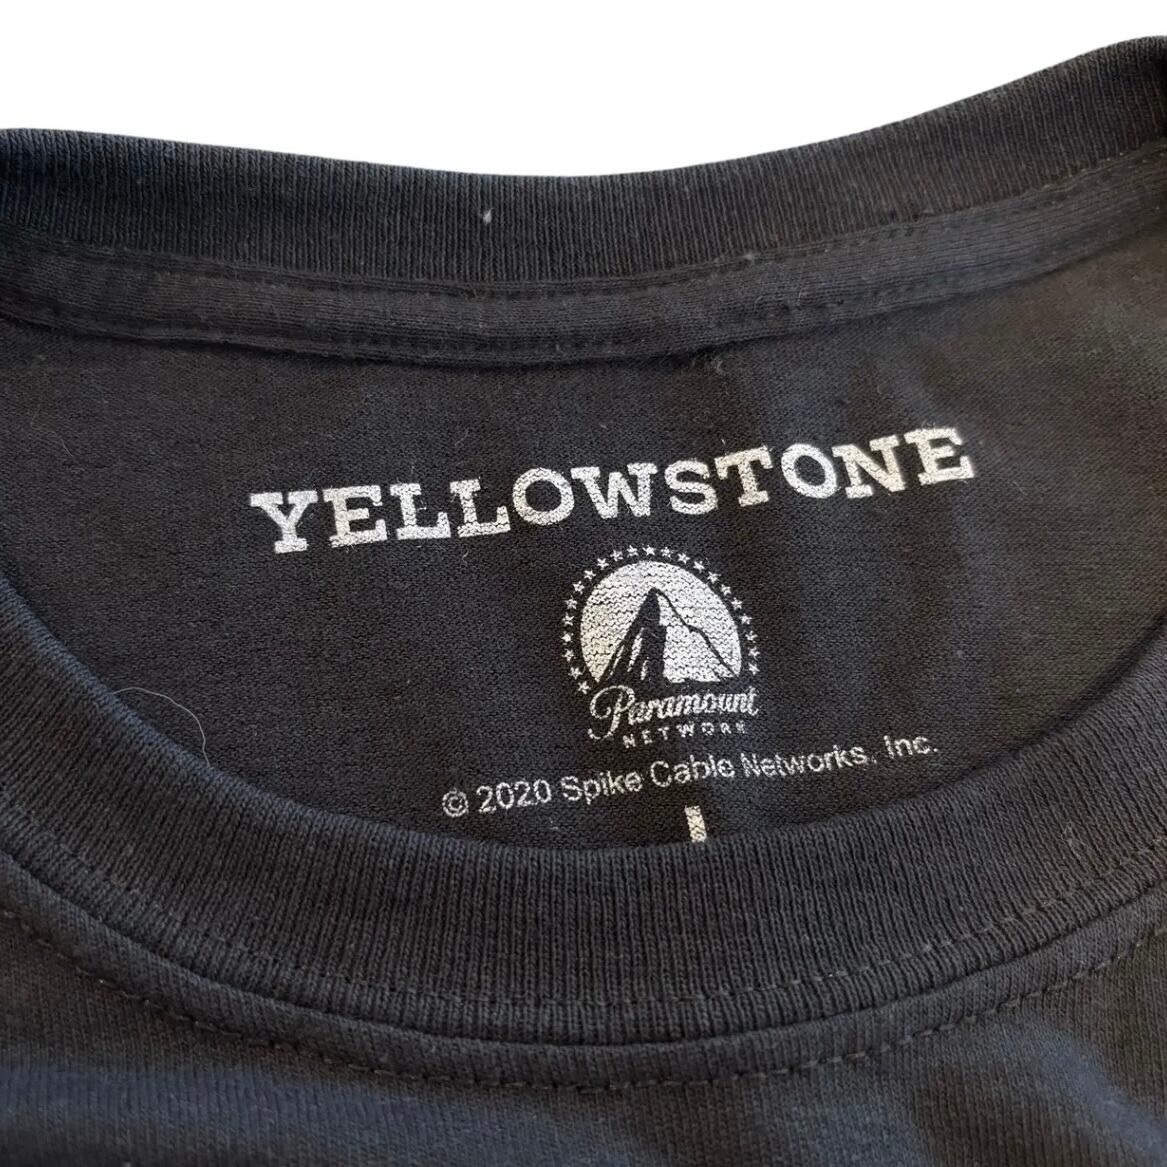 YELLOWSTONE
Paramount
NETWORK
© 2020 Spike Cable Networks, Inc.